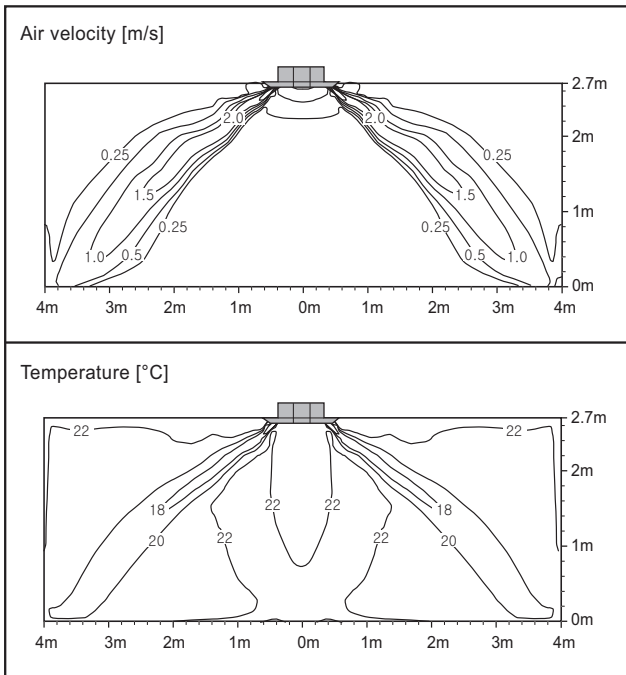 Air velocity [m/s]
2.7m
2.0 2.0
2m
0.25 0.25
1.5 1.5
1m
0.25 0.25
1.0 0.5 0.5 1.0
0m
4m 3m 2m 1m 0m 1m 2m 3m 4m
Temperature [°C]
2.7m
22 22
2m
22 22
18 18
20 22 22 20
1m
0m
4m 3m 2m 1m 0m 1m 2m 3m 4m